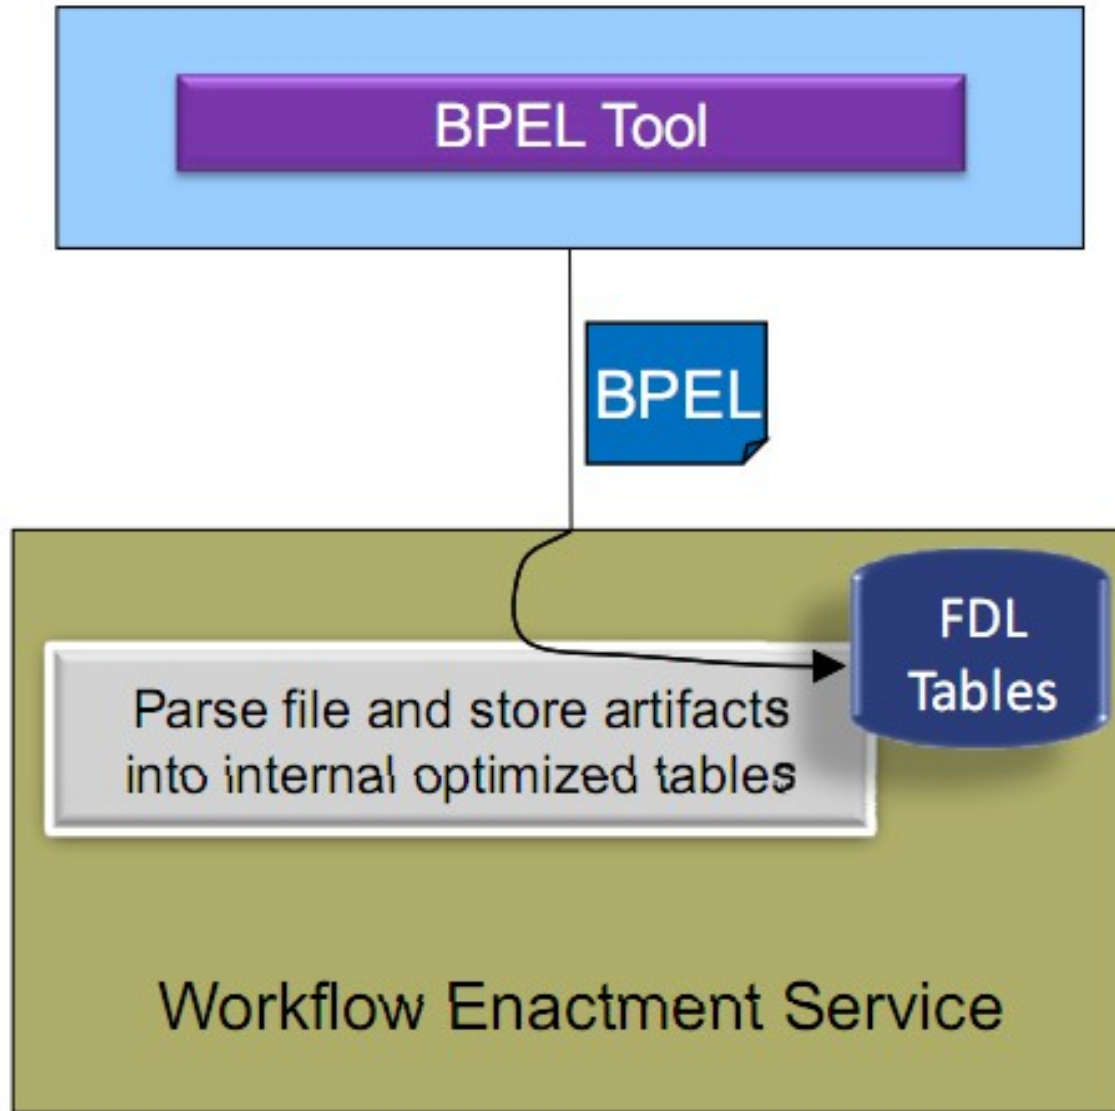 BPEL Tool
BPEL
FDL
Tables
Parse file and store artifacts
into internal optimized tables
Workflow Enactment Service